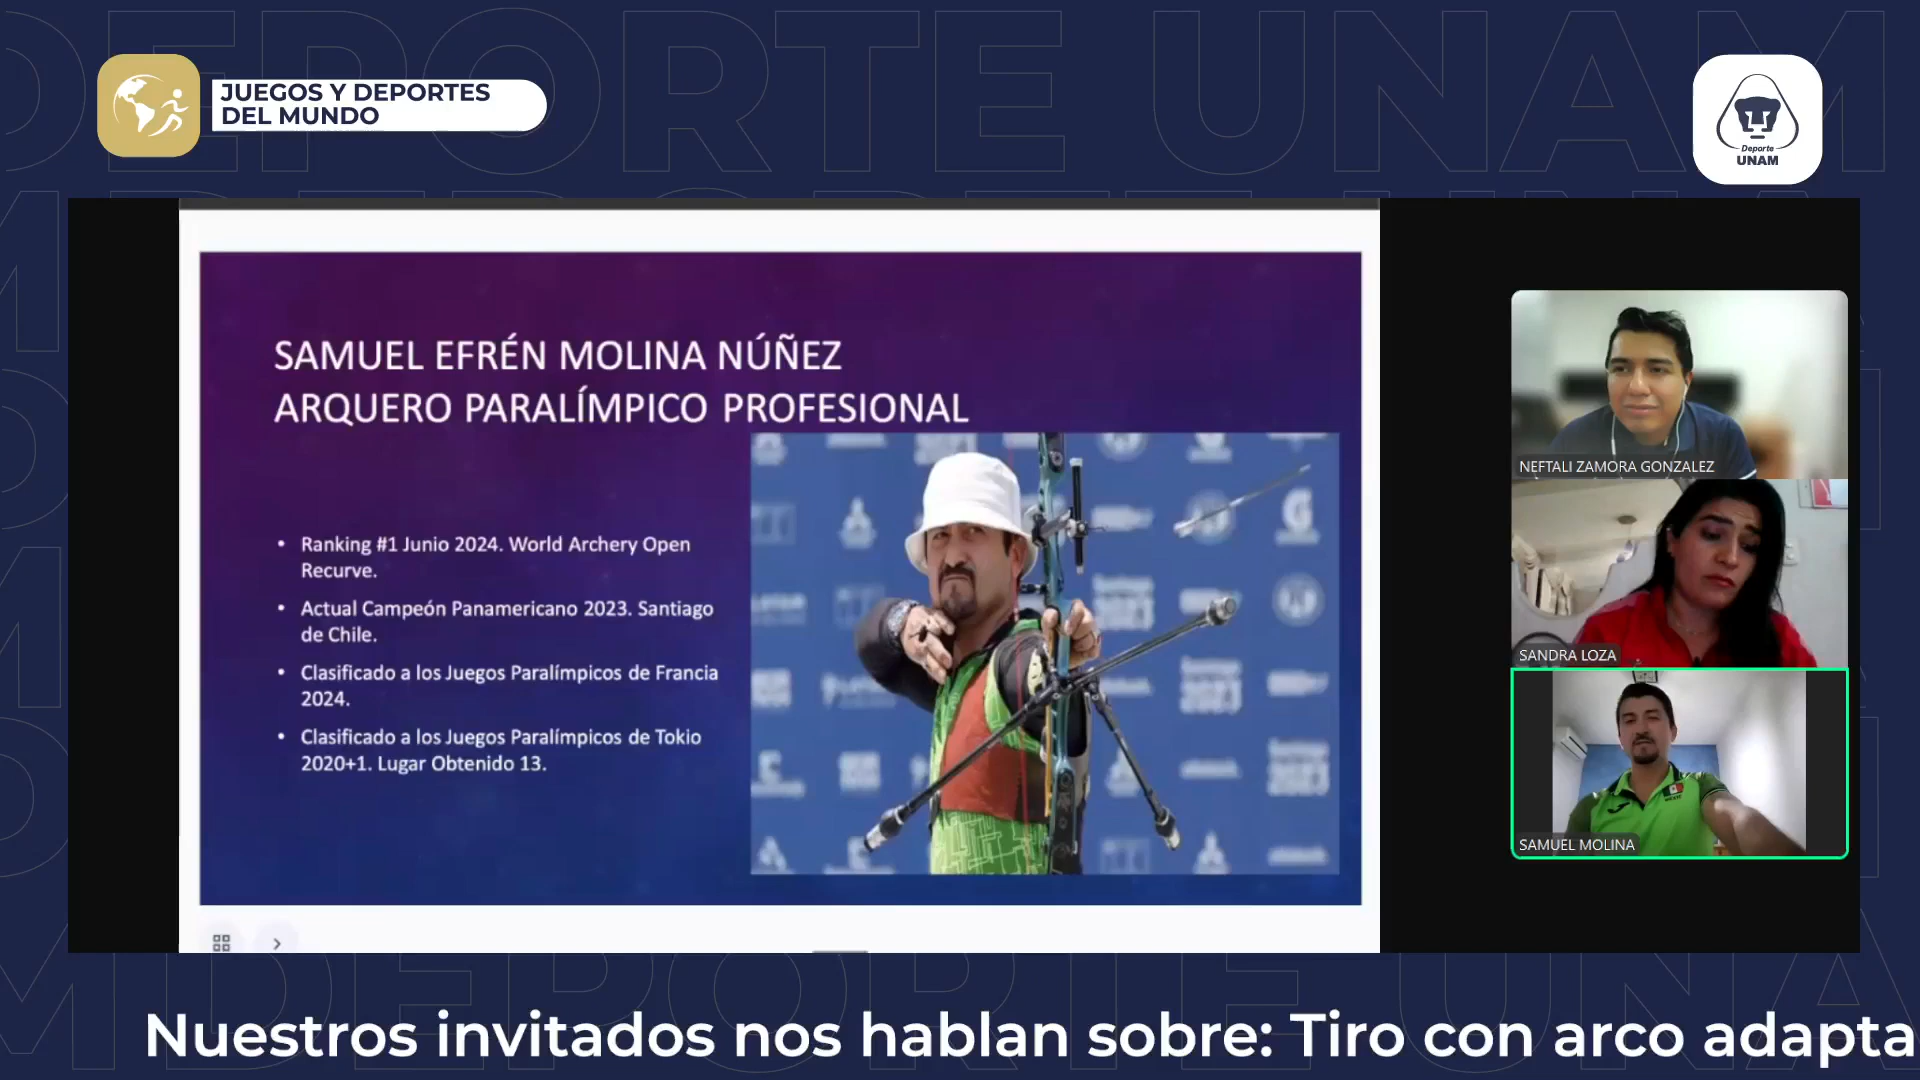 JUEGOS Y DEPORTES
DEL MUNDO
Deporte
UNAM
SAMUEL EFRÉN MOLINA NÚÑEZ
ARQUERO PARALÍMPICO PROFESIONAL
• Ranking #1 Junio 2024. World Archery Open
Recurve.
• Actual Campeón Panamericano 2023. Santiago
de Chile.
• Clasificado a los Juegos Paralímpicos de Francia
2024.
• Clasificado a los Juegos Paralímpicos de Tokio
2020+1. Lugar Obtenido 13.
NEFTALI ZAMORA GONZALEZ
SANDRA LOZA
SAMUEL MOLINA
Nuestros invitados nos hablan sobre: Tiro con arco adapta
DEPORTE UNAM